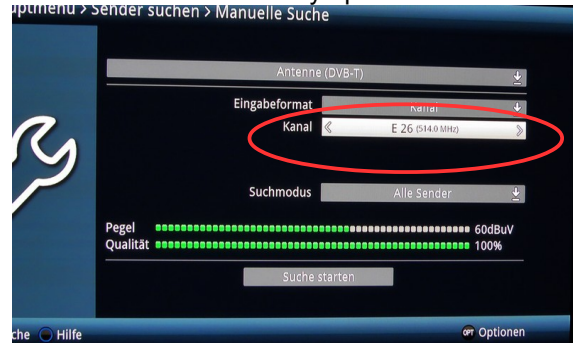 uptmenü > Sender suchen > Manuelle Suche
Antenne (DVB-T)
Eingabeformat Kanal
Kanal E 26 (514.0 MHz)
Suchmodus Alle Sender
Pegel 60dBuV
Qualität 100%
Suche starten
che Hilfe OPT Optionen